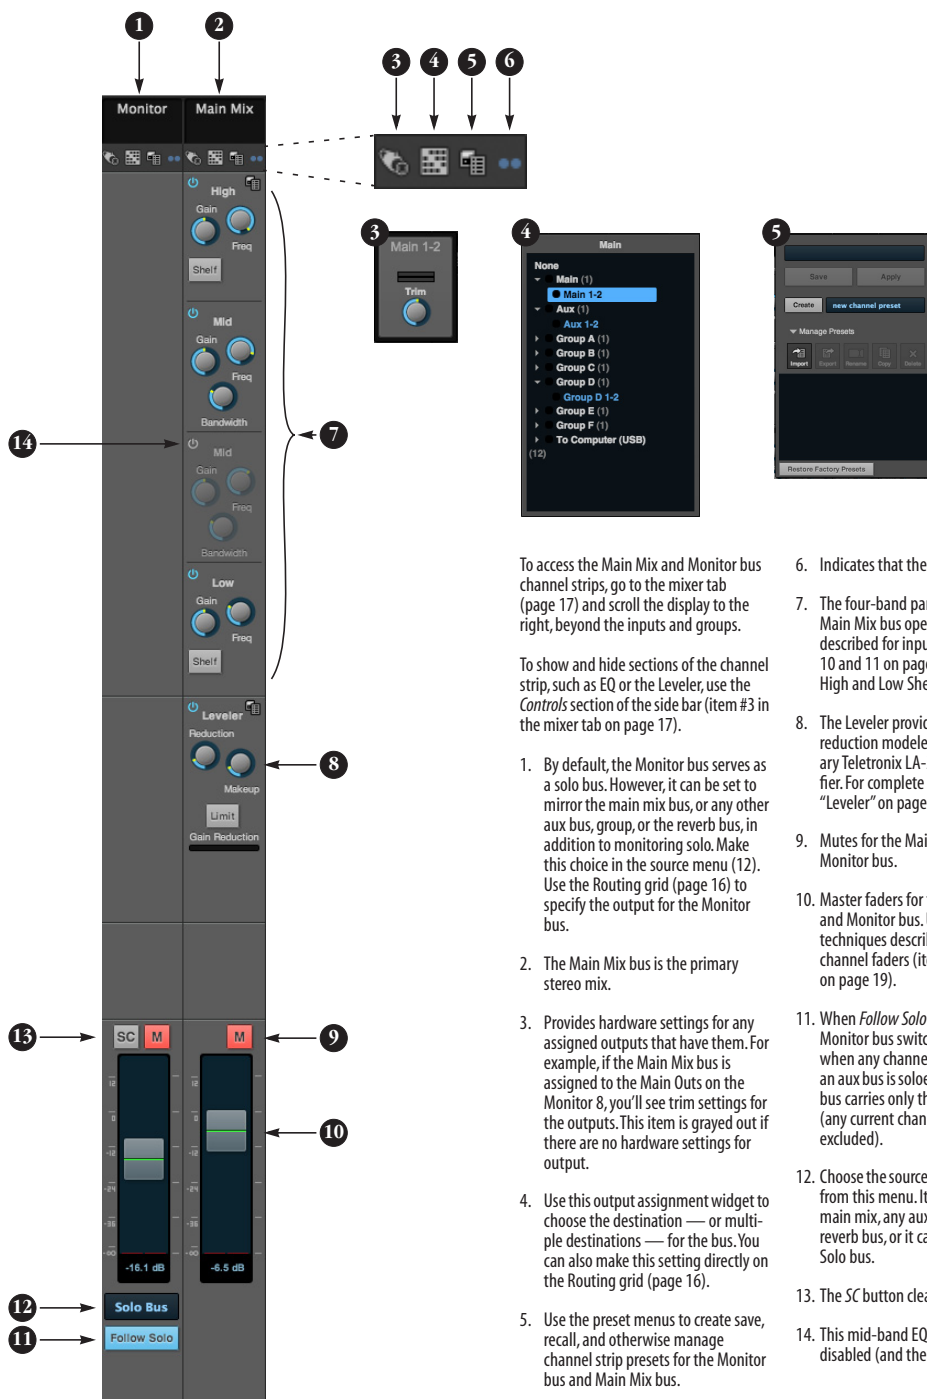 1
2
3
4
5
6
Monitor
Main Mix
High
Gain
Freq
Shelf
Mid
Gain
Freq
Bandwidth
14
7
Mid
Gain
Freq
Bandwidth
Low
Gain
Freq
Shelf
Leveler
Reduction
8
Makeup
Limit
Gain Reduction
13
SC
M
M
9
12
12
0
0
10
-12
-12
-24
-24
-36
-36
-oo
-oo
-16.1 dB
-6.5 dB
12
Solo Bus
11
Follow Solo
3
Main 1-2
Trim
4
Main
None
Main (1)
Main 1-2
Aux (1)
Aux 1-2
Group A (1)
Group B (1)
Group C (1)
Group D (1)
Group D 1-2
Group E (1)
Group F (1)
To Computer (USB)
(12)
5
Save
Apply
Create
new channel preset
Manage Presets
Import
Export
Rename
Copy
Delete
Restore Factory Presets
To access the Main Mix and Monitor bus
channel strips, go to the mixer tab
(page 17) and scroll the display to the
right, beyond the inputs and groups.
To show and hide sections of the channel
strip, such as EQ or the Leveler, use the
Controls section of the side bar (item #3 in
the mixer tab on page 17).
1. By default, the Monitor bus serves as
a solo bus. However, it can be set to
mirror the main mix bus, or any other
aux bus, group, or the reverb bus, in
addition to monitoring solo. Make
this choice in the source menu (12).
Use the Routing grid (page 16) to
specify the output for the Monitor
bus.
2. The Main Mix bus is the primary
stereo mix.
3. Provides hardware settings for any
assigned outputs that have them. For
example, if the Main Mix bus is
assigned to the Main Outs on the
Monitor 8, you'll see trim settings for
the outputs. This item is grayed out if
there are no hardware settings for
output.
4. Use this output assignment widget to
choose the destination — or multi-
ple destinations — for the bus. You
can also make this setting directly on
the Routing grid (page 16).
5. Use the preset menus to create save,
recall, and otherwise manage
channel strip presets for the Monitor
bus and Main Mix bus.
6. Indicates that the
7. The four-band par
Main Mix bus ope
described for inpu
10 and 11 on page
High and Low She
8. The Leveler provid
reduction modele
ary Teletronix LA-
fier. For complete
"Leveler" on page
9. Mutes for the Mai
Monitor bus.
10. Master faders for
and Monitor bus.
techniques descri
channel faders (it
on page 19).
11. When Follow Solo
Monitor bus switc
when any channe
an aux bus is soloe
bus carries only th
(any current chan
excluded).
12. Choose the source
from this menu. It
main mix, any aux
reverb bus, or it ca
Solo bus.
13. The SC button clea
14. This mid-band EQ
disabled (and the